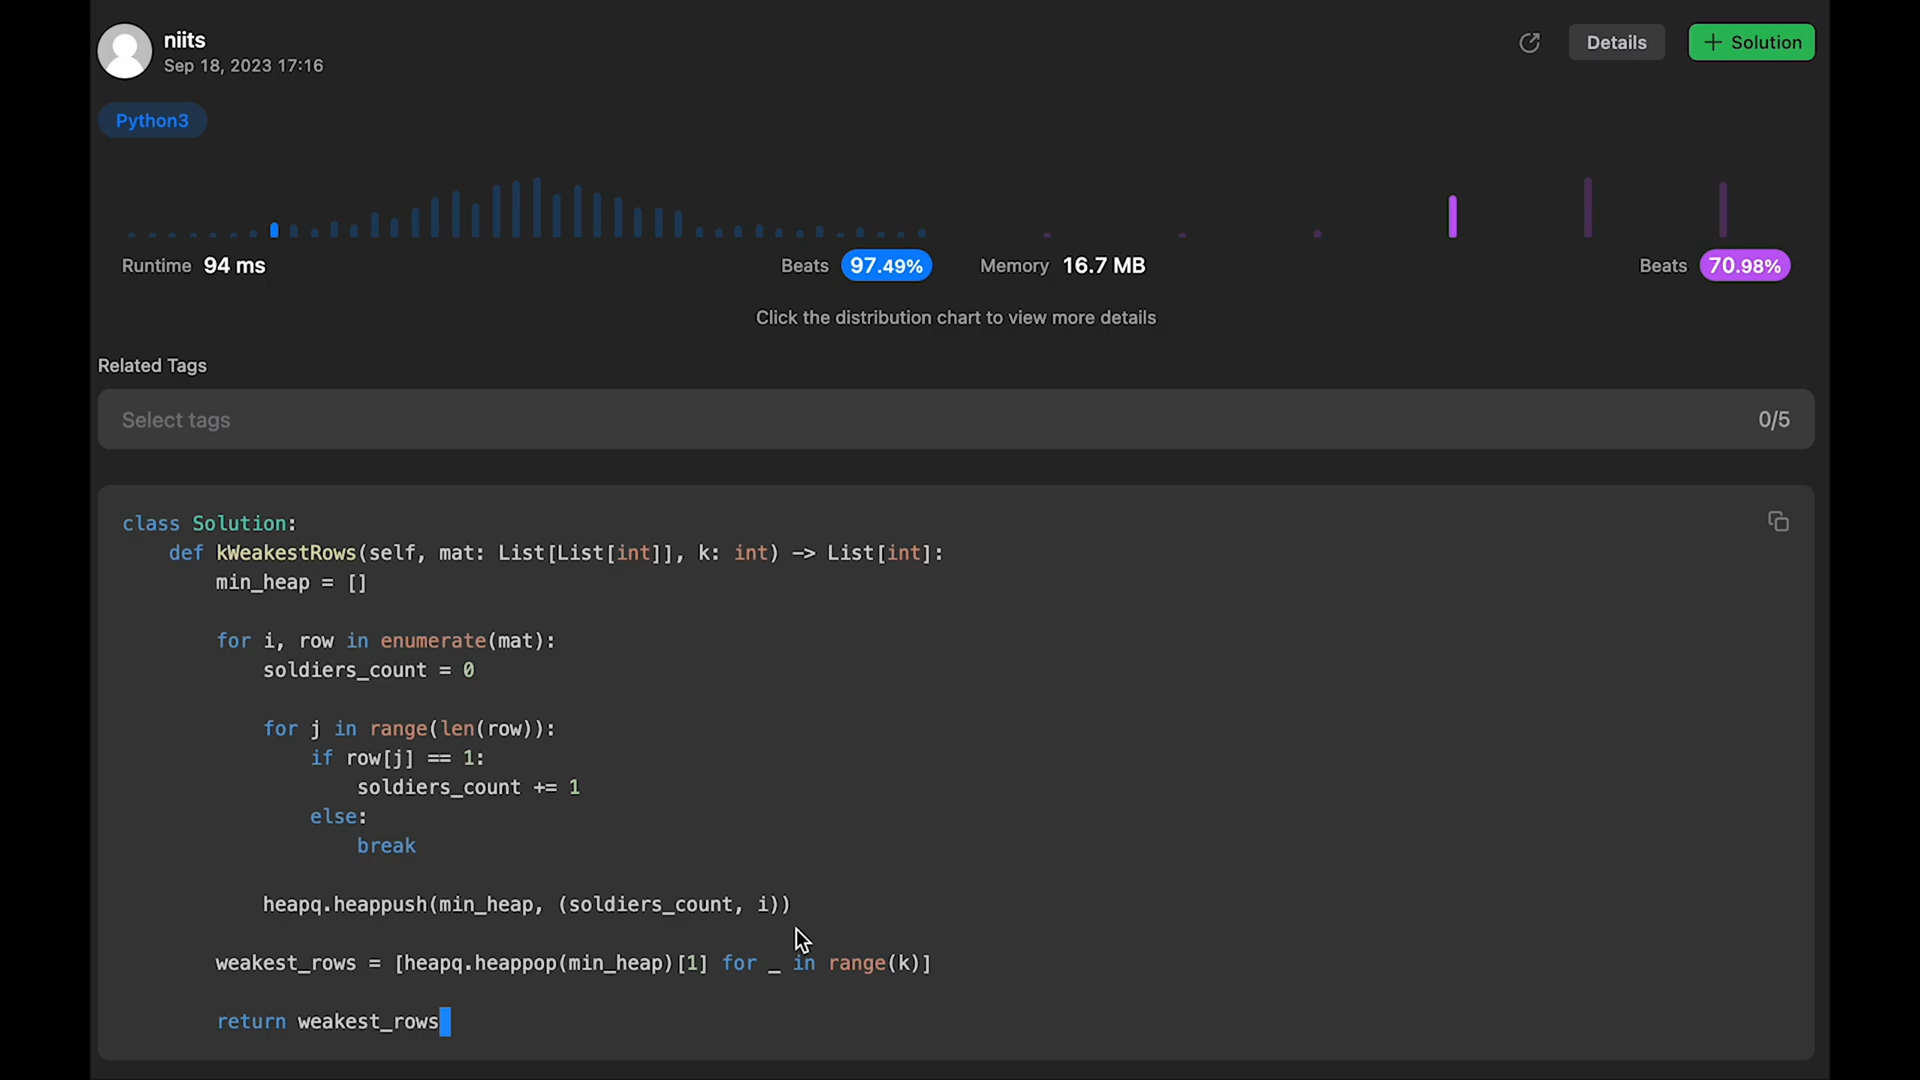 niits
Sep 18, 2023 17:16
Details
+ Solution
Python3
Runtime 94 ms
Beats 97.49%
Memory 16.7 MB
Beats 70.98%
Click the distribution chart to view more details
Related Tags
Select tags 0/5
class Solution:
    def kWeakestRows(self, mat: List[List[int]], k: int) -> List[int]:
        min_heap = []
        for i, row in enumerate(mat):
            soldiers_count = 0
            for j in range(len(row)):
                if row[j] == 1:
                    soldiers_count += 1
                else:
                    break
            heapq.heappush(min_heap, (soldiers_count, i))
        weakest_rows = [heapq.heappop(min_heap)[1] for _ in range(k)]
        return weakest_rows